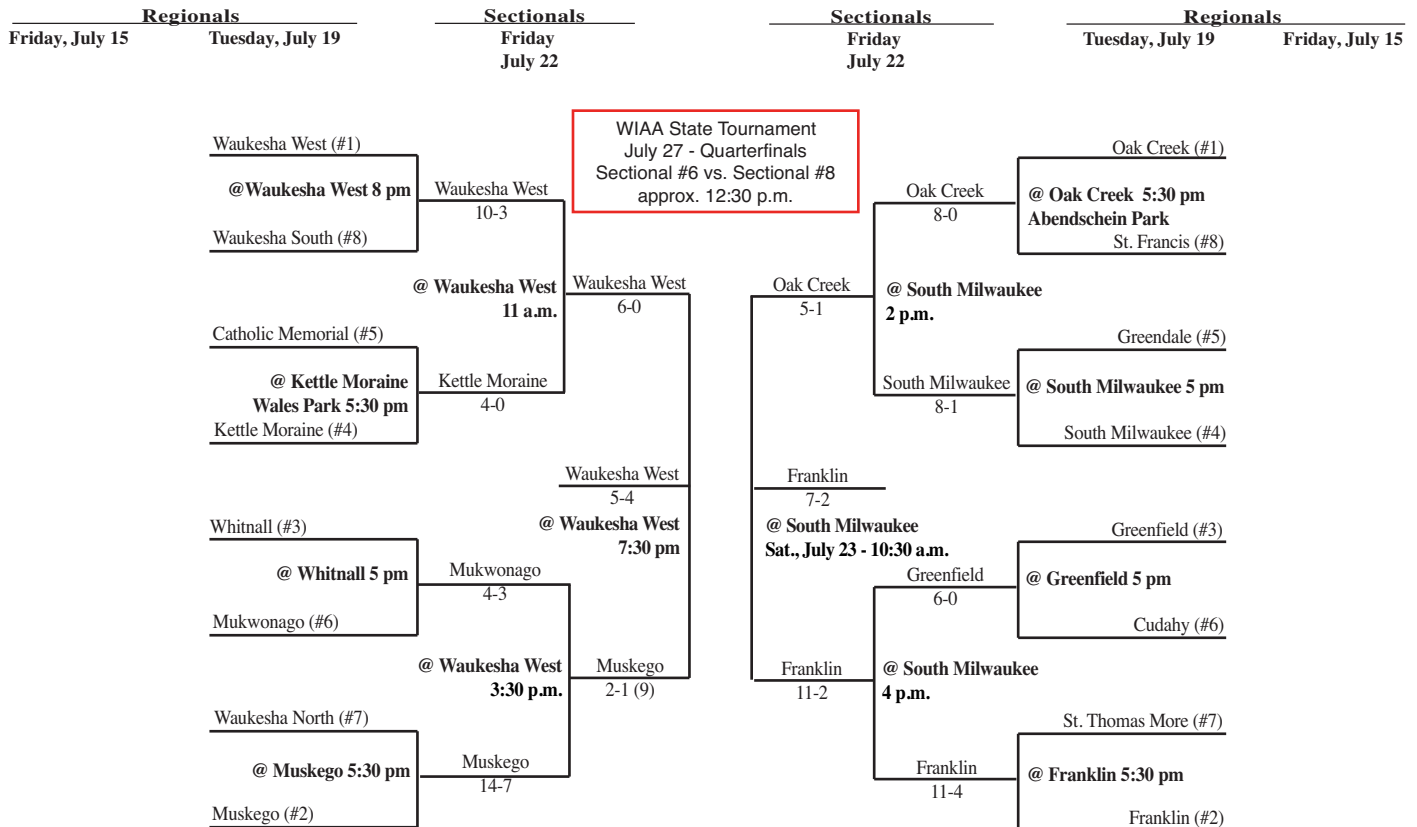 Regionals
Sectionals
Sectionals
Regionals
Friday, July 15
Tuesday, July 19
Friday
July 22
Friday
July 22
Tuesday, July 19
Friday, July 15
WIAA State Tournament
July 27 - Quarterfinals
Sectional #6 vs. Sectional #8
approx. 12:30 p.m.
Waukesha West (#1)
@Waukesha West 8 pm
Waukesha South (#8)
Waukesha West
10-3
@ Waukesha West
11 a.m.
Waukesha West
6-0
Catholic Memorial (#5)
@ Kettle Moraine
Wales Park 5:30 pm
Kettle Moraine (#4)
Kettle Moraine
4-0
Waukesha West
5-4
@ Waukesha West
7:30 pm
Whitnall (#3)
@ Whitnall 5 pm
Mukwonago (#6)
Mukwonago
4-3
@ Waukesha West
3:30 p.m.
Muskego
2-1 (9)
Waukesha North (#7)
@ Muskego 5:30 pm
Muskego (#2)
Muskego
14-7
Oak Creek (#1)
@ Oak Creek 5:30 pm
Abendschein Park
St. Francis (#8)
Oak Creek
8-0
Oak Creek
5-1
@ South Milwaukee
2 p.m.
Greendale (#5)
@ South Milwaukee 5 pm
South Milwaukee (#4)
South Milwaukee
8-1
Franklin
7-2
@ South Milwaukee
Sat., July 23 - 10:30 a.m.
Greenfield (#3)
@ Greenfield 5 pm
Cudahy (#6)
Greenfield
6-0
Franklin
11-2
@ South Milwaukee
4 p.m.
St. Thomas More (#7)
@ Franklin 5:30 pm
Franklin (#2)
Franklin
11-4